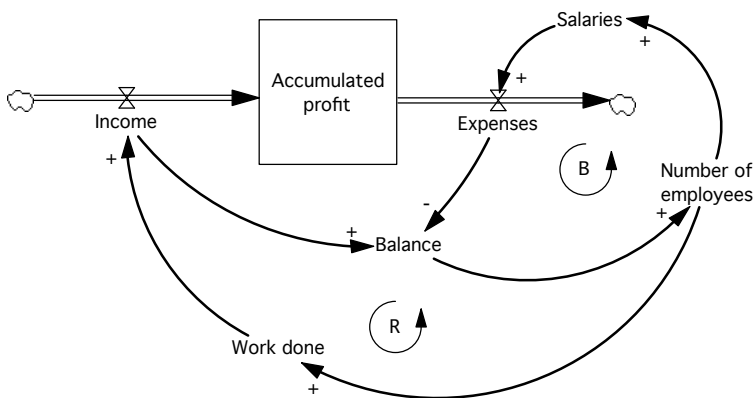 Salaries
+
+
Accumulated
profit
Income
Expenses
+
B
Number of
employees
-
+
+
Balance
R
Work done
+